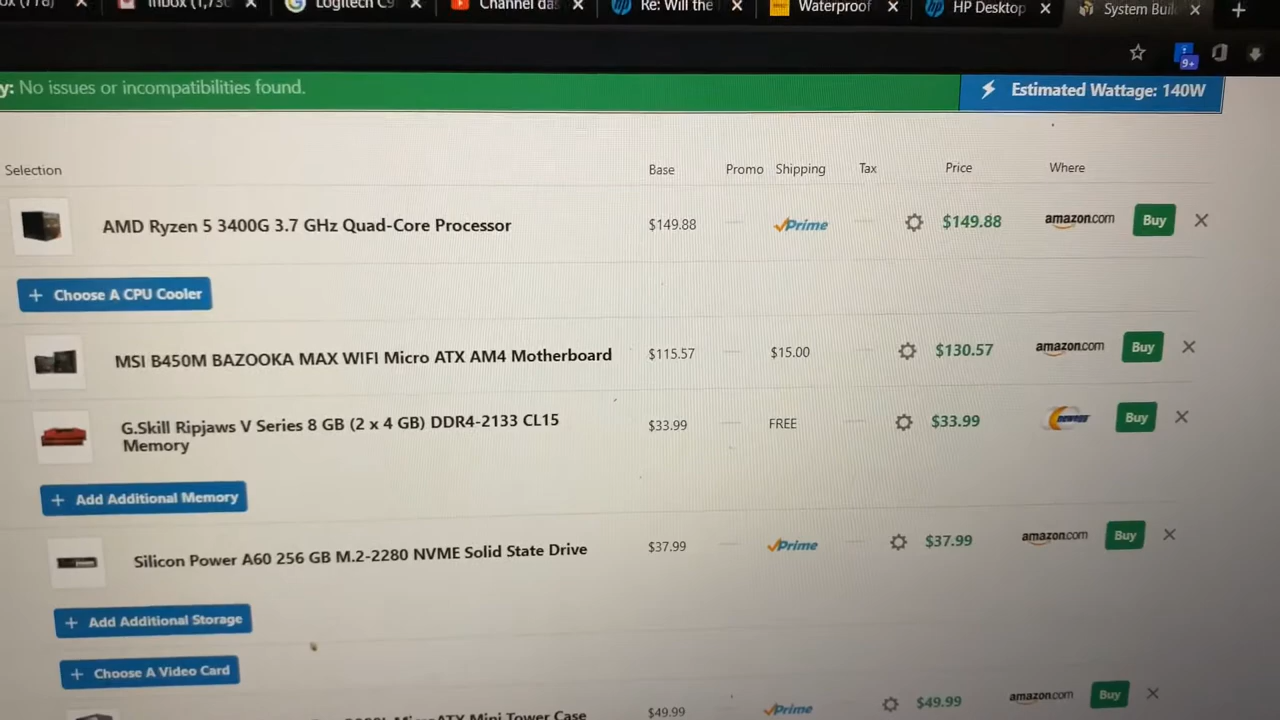 Logitech C9
Channel das
Re: Will the
Waterproof
HP Desktop
System Buil
9+
y: No issues or incompatibilities found.
Estimated Wattage: 140W
Selection Base Promo Shipping Tax Price Where
AMD Ryzen 5 3400G 3.7 GHz Quad-Core Processor $149.88 Prime $149.88 amazon.com Buy
+ Choose A CPU Cooler
MSI B450M BAZOOKA MAX WIFI Micro ATX AM4 Motherboard $115.57 $15.00 $130.57 amazon.com Buy
G.Skill Ripjaws V Series 8 GB (2 x 4 GB) DDR4-2133 CL15 $33.99 FREE $33.99 newegg Buy
Memory
+ Add Additional Memory
Silicon Power A60 256 GB M.2-2280 NVME Solid State Drive $37.99 Prime $37.99 amazon.com Buy
+ Add Additional Storage
+ Choose A Video Card
MicroATX Mini Tower Case $49.99 Prime $49.99 amazon.com Buy